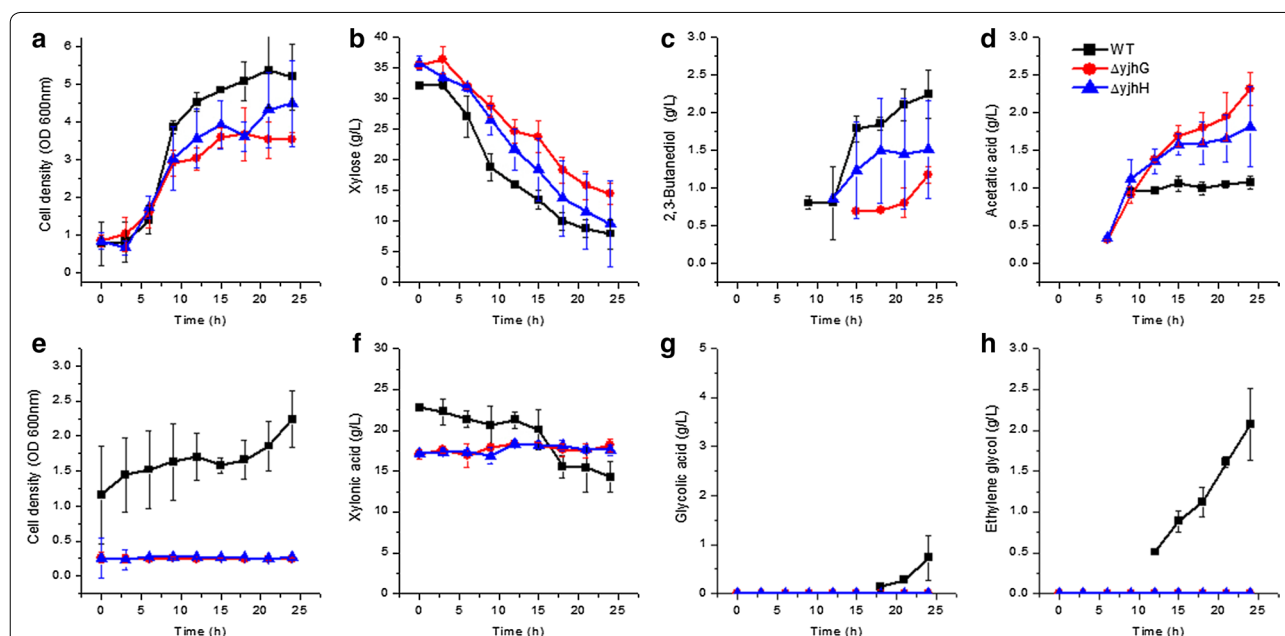 a
Cell density (OD 600nm)
6
5
4
3
2
1
0
0 5 10 15 20 25
Time (h)
b
Xylose (g/L)
40
35
30
25
20
15
10
5
0
0 5 10 15 20 25
Time (h)
c
2,3-Butanediol (g/L)
3.0
2.5
2.0
1.5
1.0
0.5
0.0
0 5 10 15 20 25
Time (h)
d
Acetatic acid (g/L)
3.0
2.5
2.0
1.5
1.0
0.5
0.0
0 5 10 15 20 25
Time (h)
WT
ΔyjhG
ΔyjhH
e
Cell density (OD 600nm)
3.0
2.5
2.0
1.5
1.0
0.5
0.0
0 5 10 15 20 25
Time (h)
f
Xylonic acid (g/L)
30
25
20
15
10
5
0
0 5 10 15 20 25
Time (h)
g
Glycolic acid (g/L)
5
4
3
2
1
0
0 5 10 15 20 25
Time (h)
h
Ethylene glycol (g/L)
3.0
2.5
2.0
1.5
1.0
0.5
0.0
0 5 10 15 20 25
Time (h)